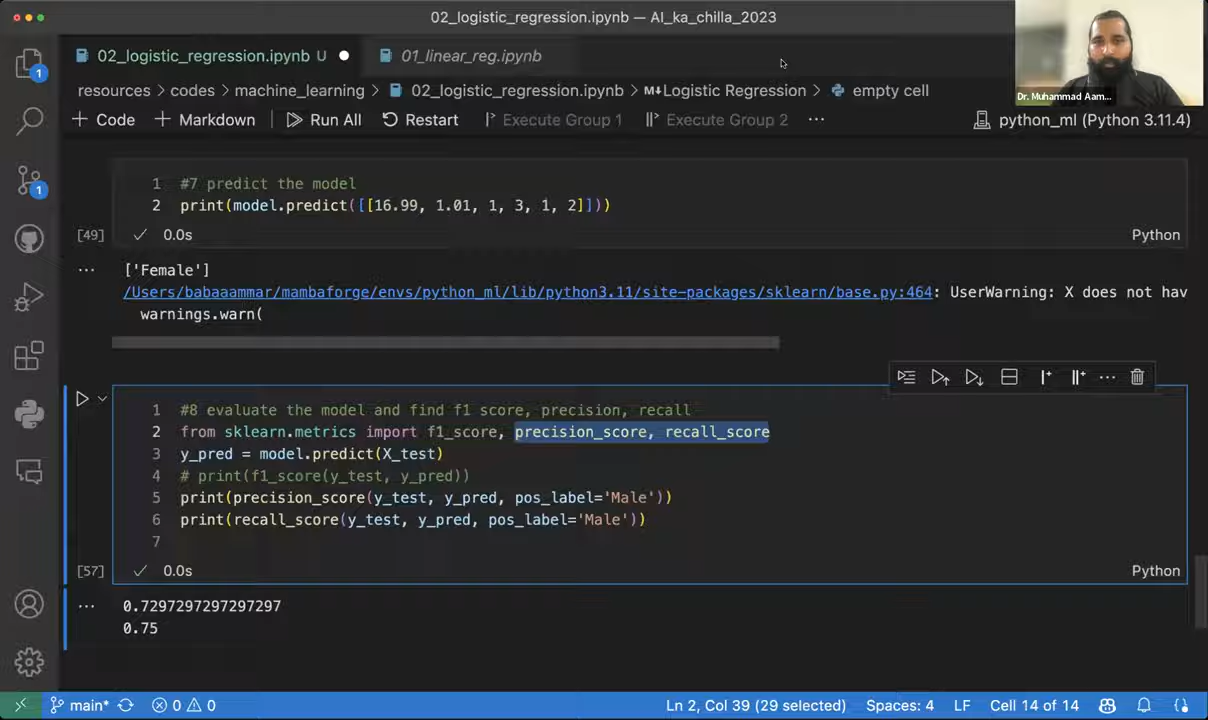 02_logistic_regression.ipynb — AI_ka_chilla_2023
02_logistic_regression.ipynb U
01_linear_reg.ipynb
resources > codes > machine_learning > 02_logistic_regression.ipynb > M↓Logistic Regression > empty cell
+ Code + Markdown Run All Restart Execute Group 1 Execute Group 2 ... python_ml (Python 3.11.4)
Dr. Muhammad Aam...
1
1
1 #7 predict the model
2 print(model.predict([[16.99, 1.01, 1, 3, 1, 2]]))
[49] ✓ 0.0s Python
... ['Female']
/Users/babaaammar/mambaforge/envs/python_ml/lib/python3.11/site-packages/sklearn/base.py:464: UserWarning: X does not hav
warnings.warn(
1 #8 evaluate the model and find f1 score, precision, recall
2 from sklearn.metrics import f1_score, precision_score, recall_score
3 y_pred = model.predict(X_test)
4 # print(f1_score(y_test, y_pred))
5 print(precision_score(y_test, y_pred, pos_label='Male'))
6 print(recall_score(y_test, y_pred, pos_label='Male'))
7
[57] ✓ 0.0s Python
... 0.7297297297297297
0.75
main* 0 0 Ln 2, Col 39 (29 selected) Spaces: 4 LF Cell 14 of 14